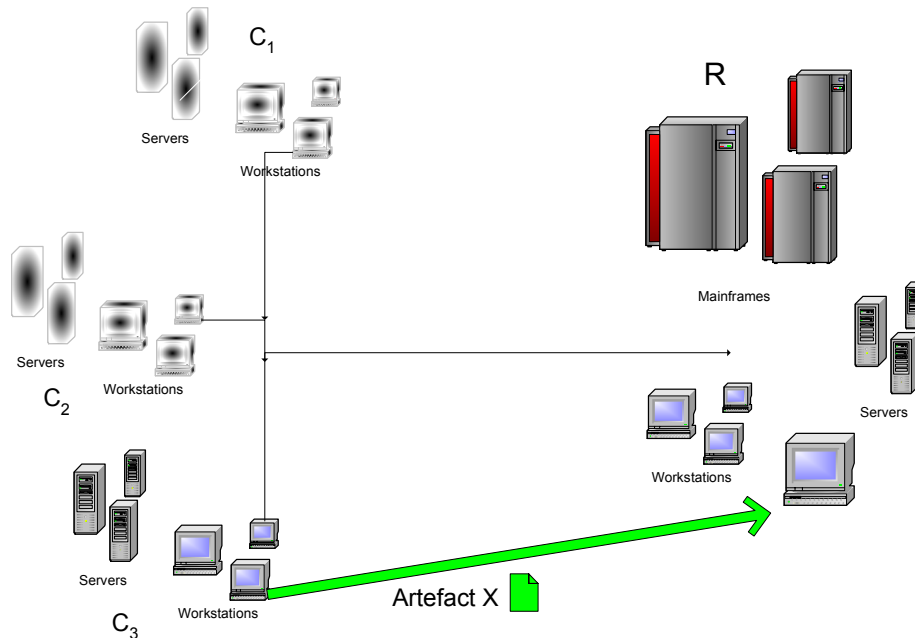 C1
R
Servers
Workstations
Mainframes
Servers
Workstations
C2
Servers
Workstations
Servers
Workstations
C3
Artefact X